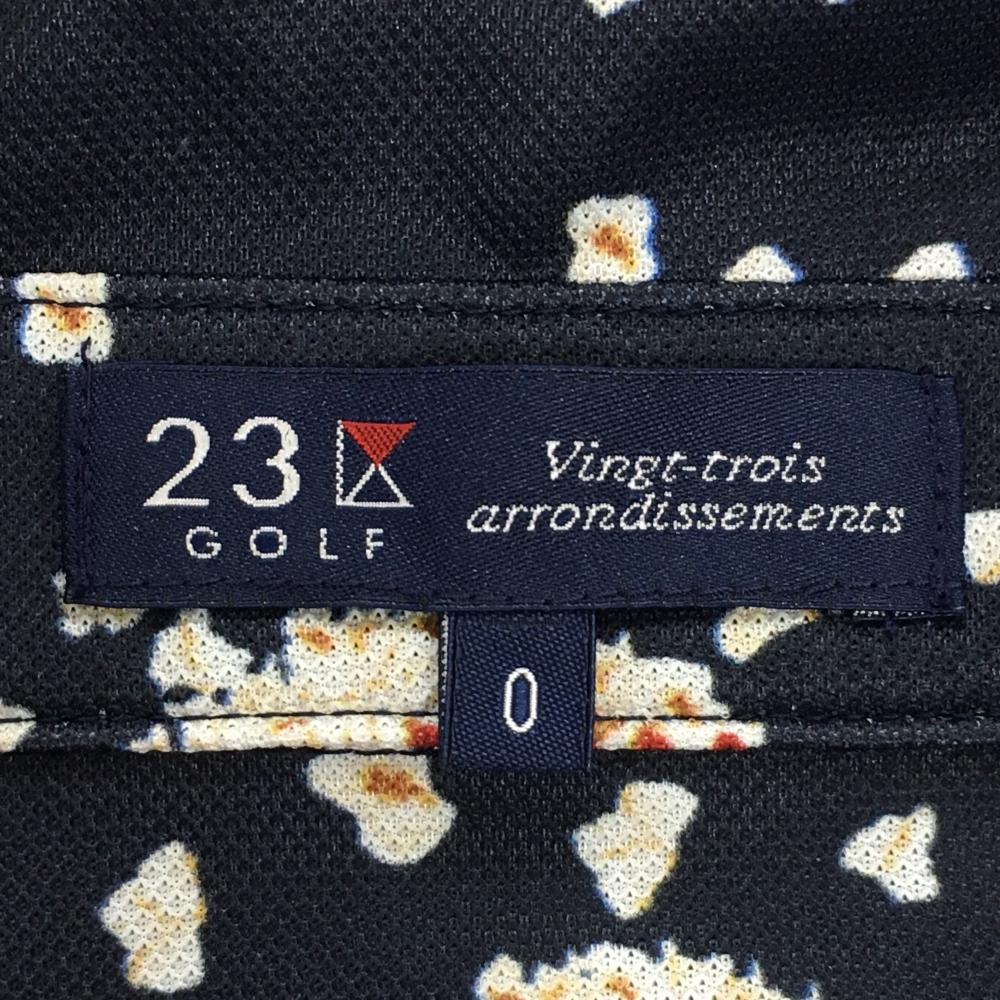 23
GOLF
Vingt-trois
arrondissements
0